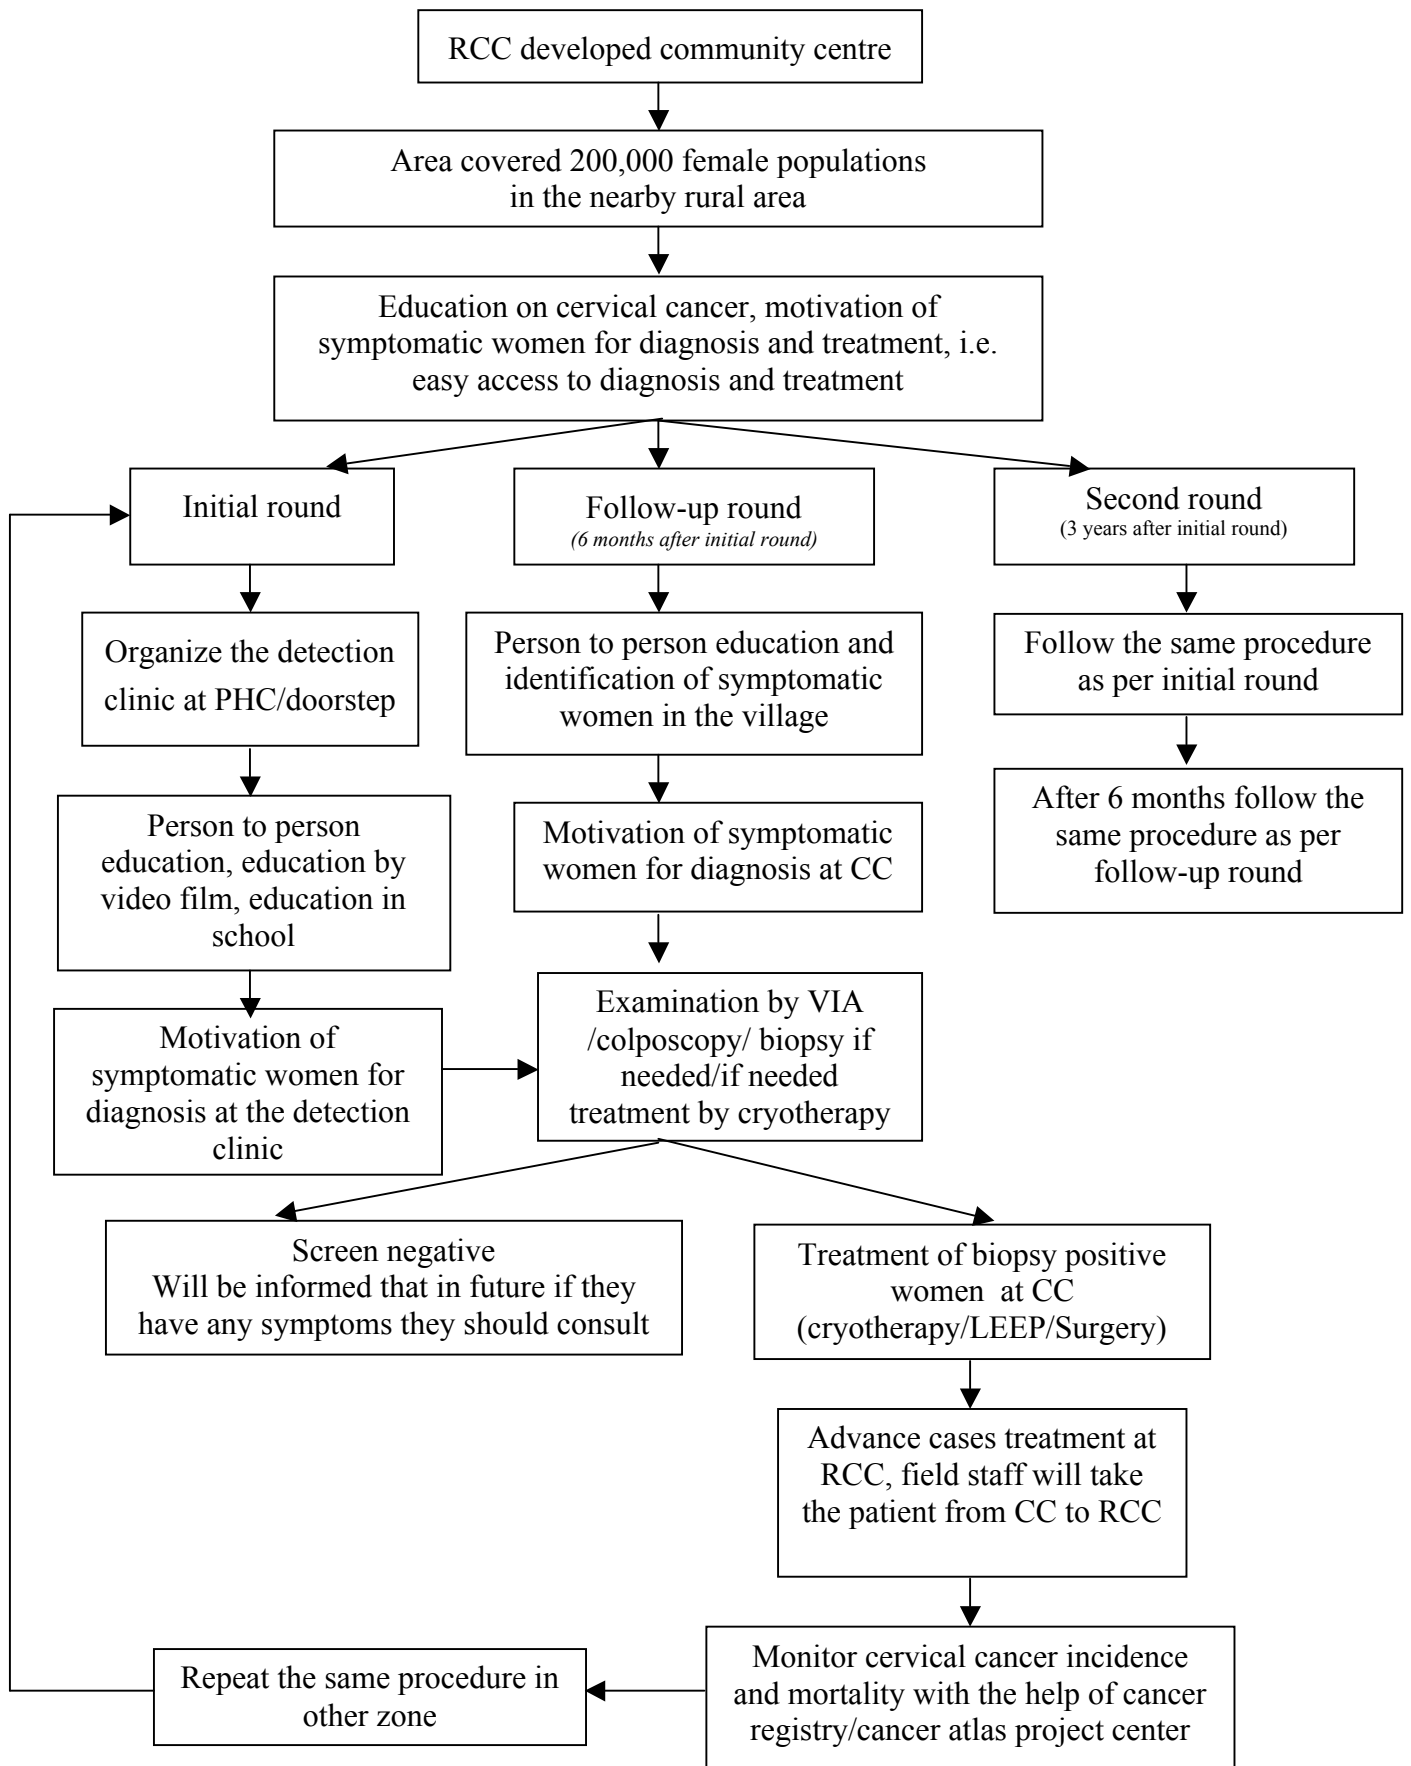 RCC developed community centre
Area covered 200,000 female populations
in the nearby rural area
Education on cervical cancer, motivation of
symptomatic women for diagnosis and treatment, i.e.
easy access to diagnosis and treatment
Initial round
Follow-up round
(6 months after initial round)
Second round
(3 years after initial round)
Organize the detection
clinic at PHC/doorstep
Person to person education and
identification of symptomatic
women in the village
Follow the same procedure
as per initial round
Person to person
education, education by
video film, education in
school
Motivation of symptomatic
women for diagnosis at CC
After 6 months follow the
same procedure as per
follow-up round
Motivation of
symptomatic women for
diagnosis at the detection
clinic
Examination by VIA
/colposcopy/ biopsy if
needed/if needed
treatment by cryotherapy
Screen negative
Will be informed that in future if they
have any symptoms they should consult
Treatment of biopsy positive
women at CC
(cryotherapy/LEEP/Surgery)
Advance cases treatment at
RCC, field staff will take
the patient from CC to RCC
Monitor cervical cancer incidence
and mortality with the help of cancer
registry/cancer atlas project center
Repeat the same procedure in
other zone